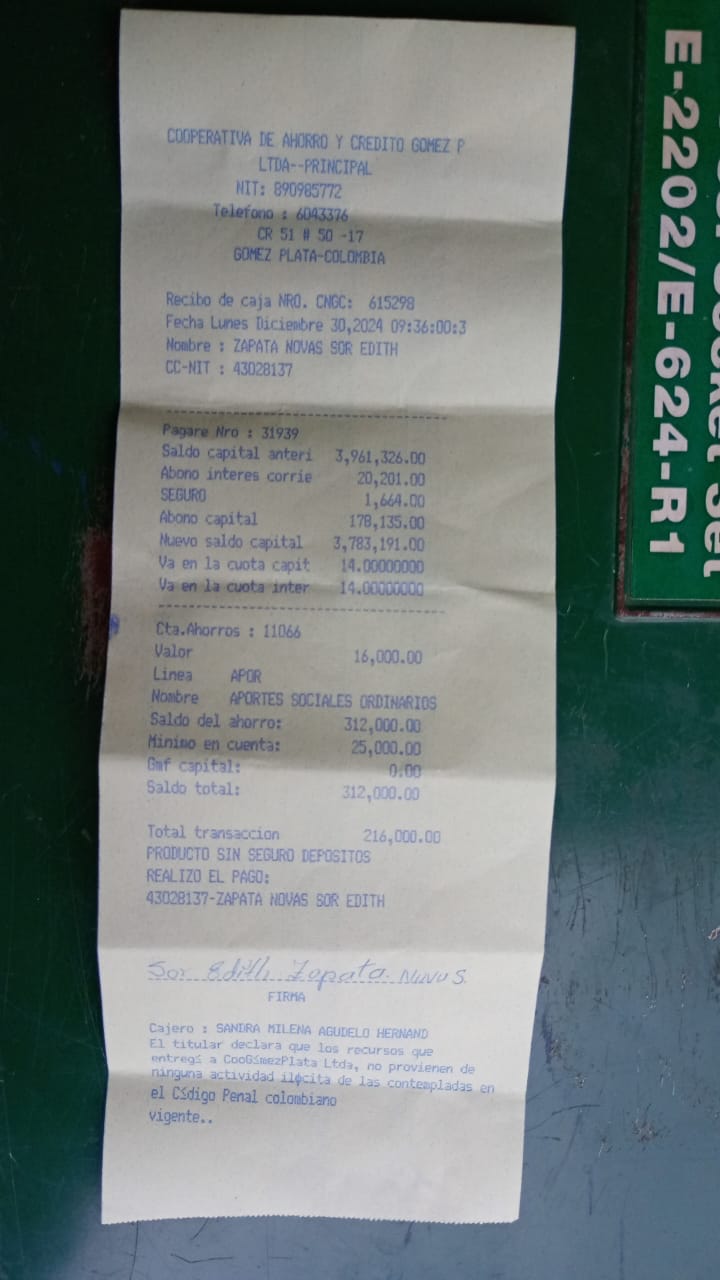 COOPERATIVA DE AHORRO Y CREDITO GOMEZ P
LTDA--PRINCIPAL
NIT: 890985772
Telefono : 6043376
CR 51 # 50 -17
GOMEZ PLATA-COLOMBIA
Recibo de caja NRO. CNGC: 615298
Fecha Lunes Diciembre 30,2024 09:36:00:3
Nombre : ZAPATA NOVAS SOR EDITH
CC-NIT : 43028137
Pagare Nro : 31939
Saldo capital anteri 3,961,326.00
Abono interes corrie 20,201.00
SEGURO 1,664.00
Abono capital 178,135.00
Nuevo saldo capital 3,783,191.00
Va en la cuota capit 14.00000000
Va en la cuota inter 14.00000000
Cta.Ahorros : 11066
Valor 16,000.00
Linea APOR
Nombre APORTES SOCIALES ORDINARIOS
Saldo del ahorro: 312,000.00
Minimo en cuenta: 25,000.00
Gmf capital: 0.00
Saldo total: 312,000.00
Total transaccion 216,000.00
PRODUCTO SIN SEGURO DEPOSITOS
REALIZO EL PAGO:
43028137-ZAPATA NOVAS SOR EDITH
Sor Edith Zapata
FIRMA
Cajero : SANDRA MILENA AGUDELO HERNAND
El titular declara que los recursos que
a Ltda, no provienen de
ninguna actividad de las contempladas en
el Penal colombiano
vigente..
E-2202/E-624-R1
Set